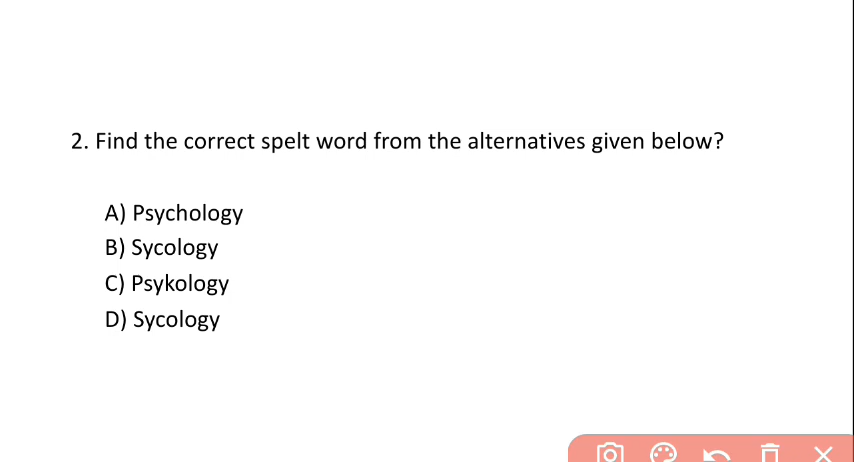 2. Find the correct spelt word from the alternatives given below?
A) Psychology
B) Sycology
C) Psykology
D) Sycology